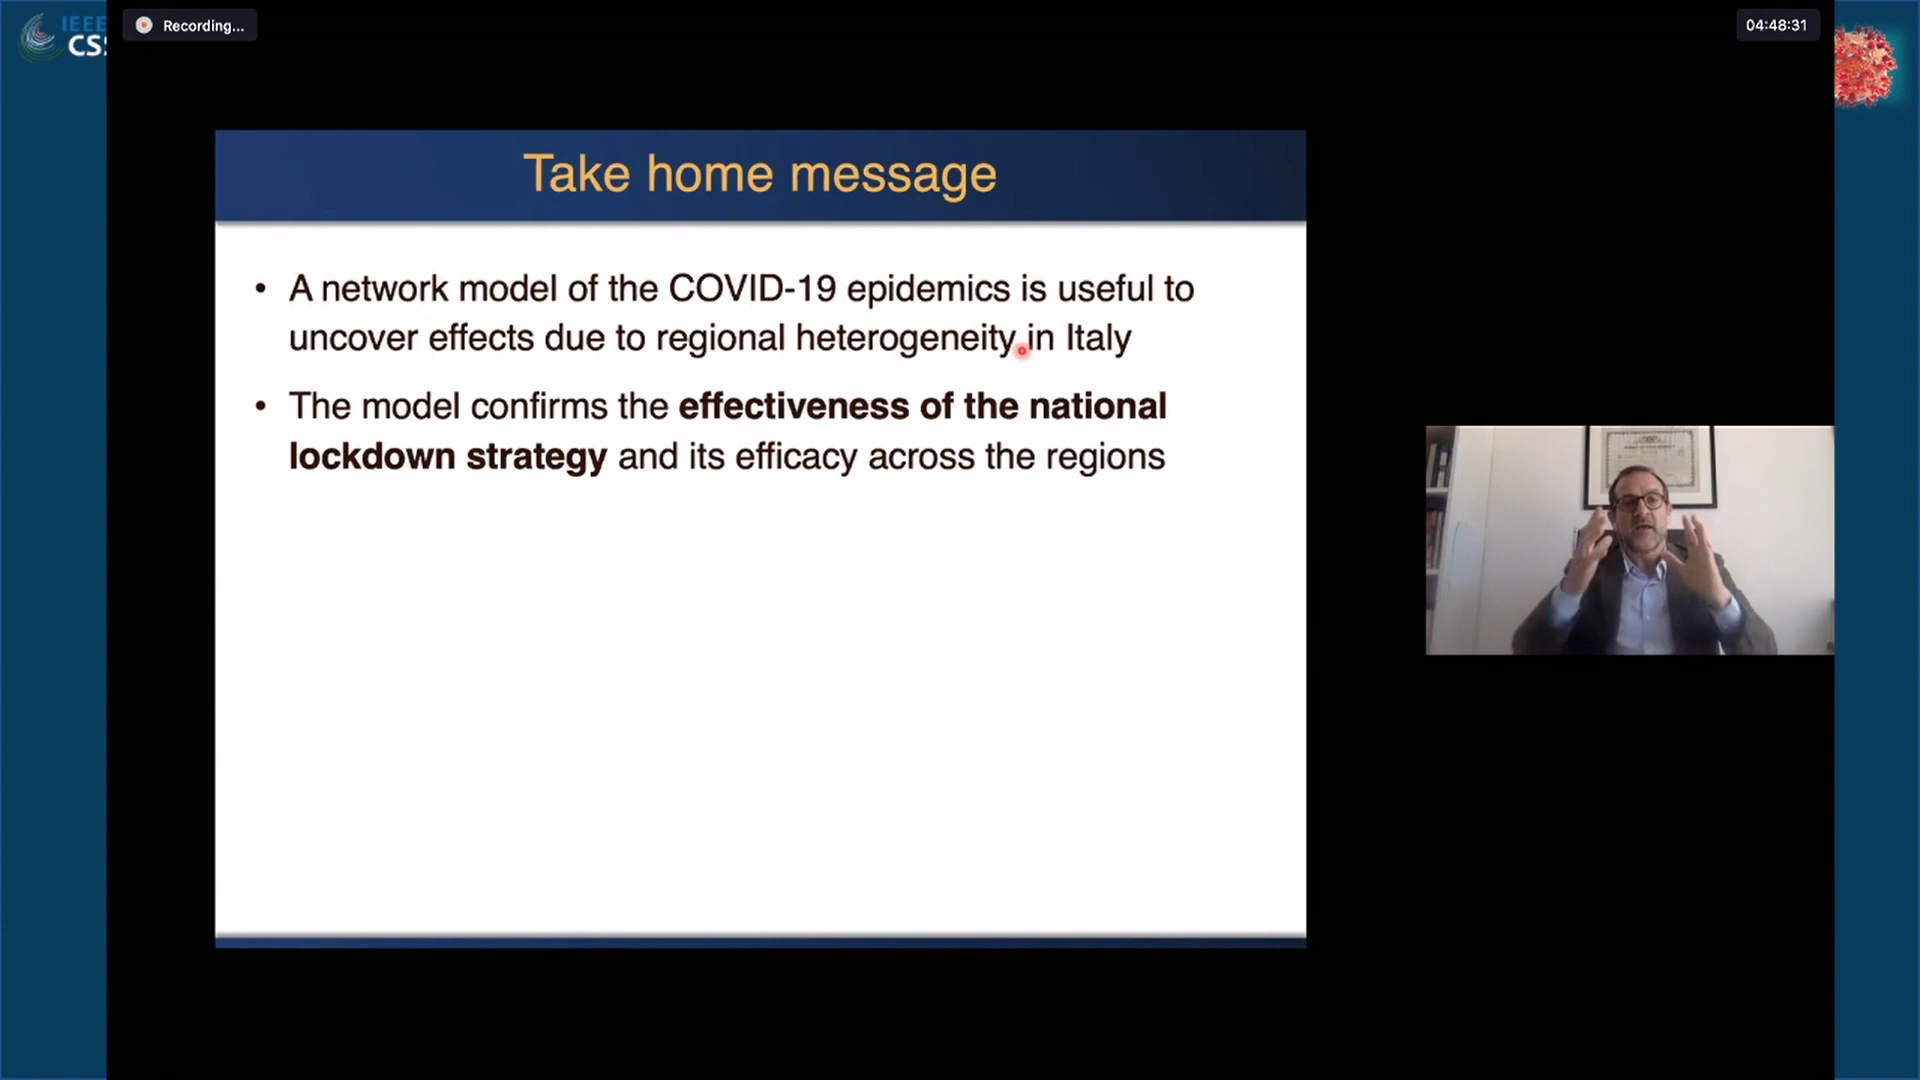 IEEE
CSS
Recording...
04:48:31
Take home message
• A network model of the COVID-19 epidemics is useful to
uncover effects due to regional heterogeneity in Italy
• The model confirms the effectiveness of the national
lockdown strategy and its efficacy across the regions